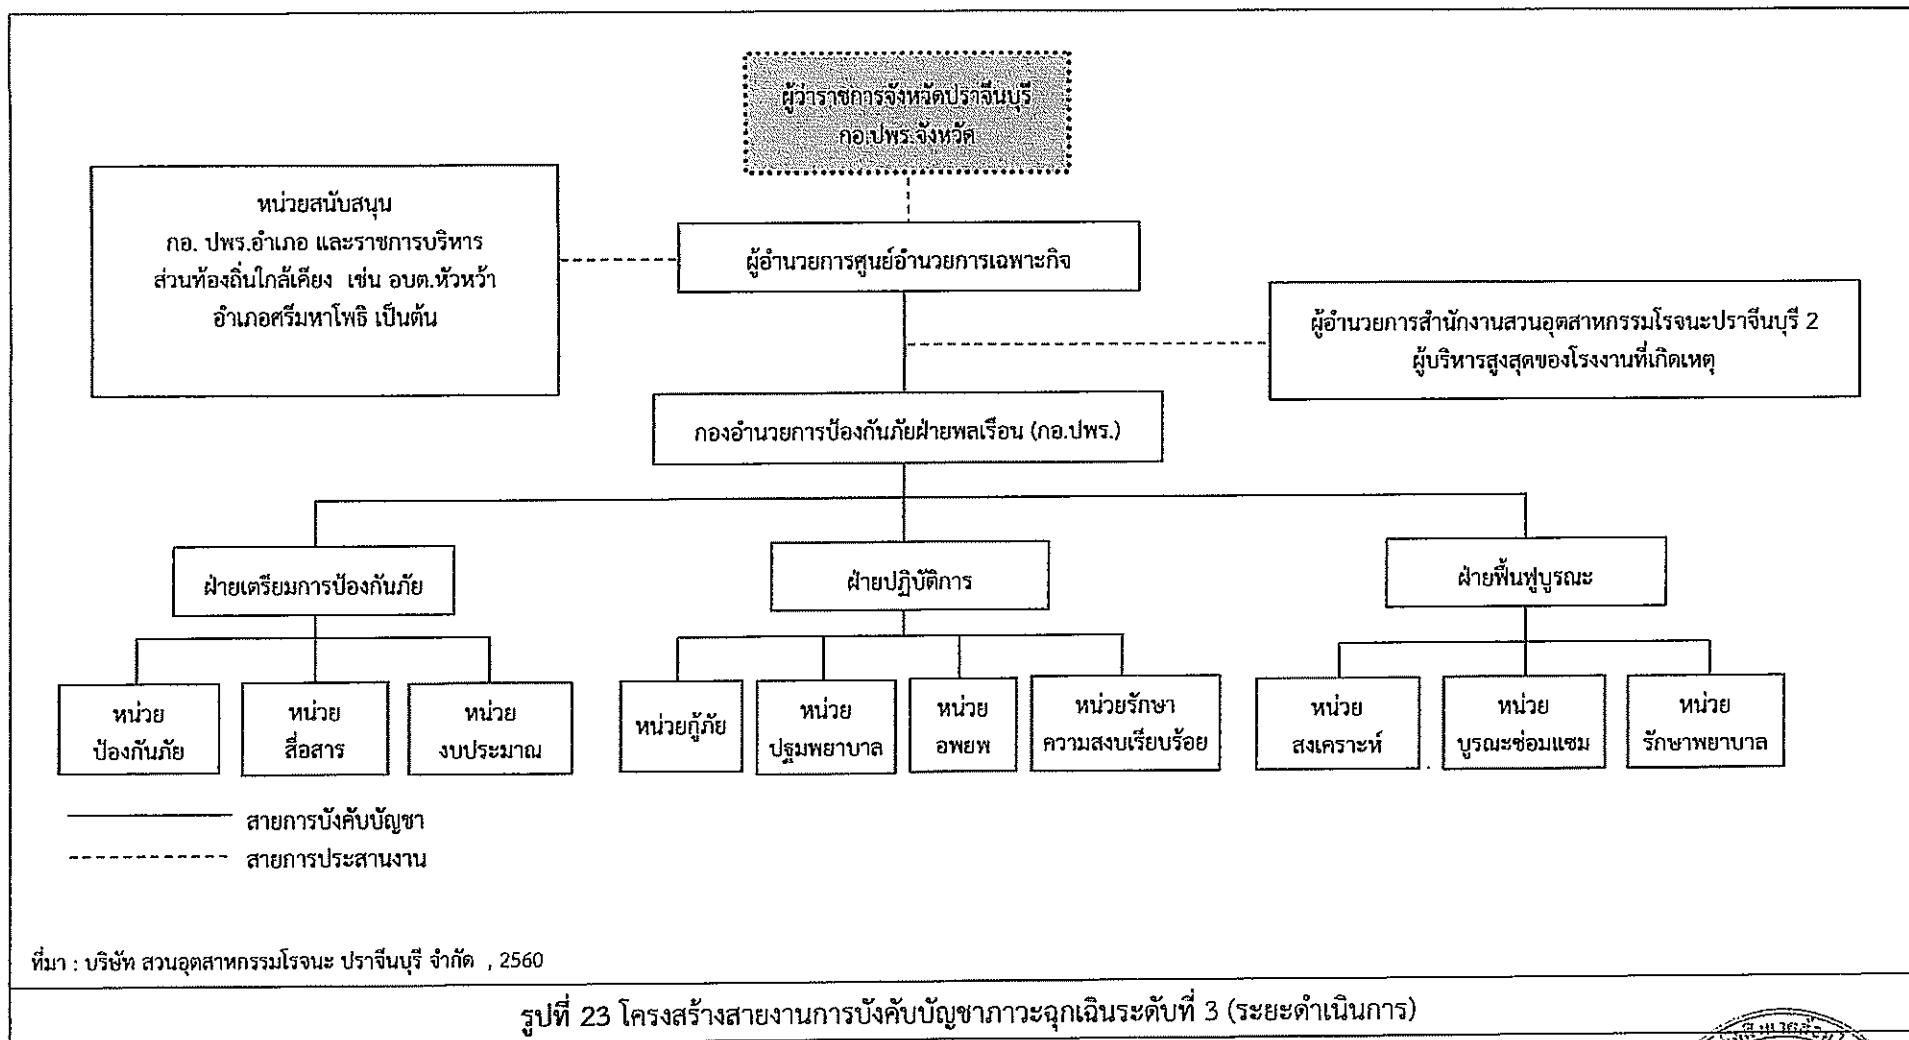 ผู้ว่าราชการจังหวัดปราจีนบุรี
กอ.ปพร.จังหวัด
หน่วยสนับสนุน
กอ. ปพร.อำเภอ และราชการบริหาร
ส่วนท้องถิ่นใกล้เคียง เช่น อบต.หัวหว้า
อำเภอศรีมหาโพธิ เป็นต้น
ผู้อำนวยการศูนย์อำนวยการเฉพาะกิจ
ผู้อำนวยการสำนักงานสวนอุตสาหกรรมโรจนะปราจีนบุรี 2
ผู้บริหารสูงสุดของโรงงานที่เกิดเหตุ
กองอำนวยการป้องกันภัยฝ่ายพลเรือน (กอ.ปพร.)
ฝ่ายเตรียมการป้องกันภัย
ฝ่ายปฏิบัติการ
ฝ่ายฟื้นฟูบูรณะ
หน่วย
ป้องกันภัย
หน่วย
สื่อสาร
หน่วย
งบประมาณ
หน่วยกู้ภัย
หน่วย
ปฐมพยาบาล
หน่วย
อพยพ
หน่วยรักษา
ความสงบเรียบร้อย
หน่วย
สงเคราะห์
หน่วย
บูรณะซ่อมแซม
หน่วย
รักษาพยาบาล
สายการบังคับบัญชา
สายการประสานงาน
ที่มา : บริษัท สวนอุตสาหกรรมโรจนะ ปราจีนบุรี จำกัด , 2560
รูปที่ 23 โครงสร้างสายงานการบังคับบัญชาภาวะฉุกเฉินระดับที่ 3 (ระยะดำเนินการ)